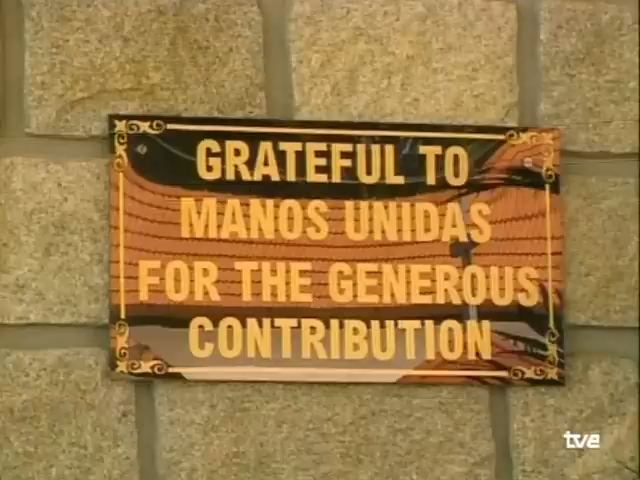 GRATEFUL TO
MANOS UNIDAS
FOR THE GENEROUS
CONTRIBUTION
tve